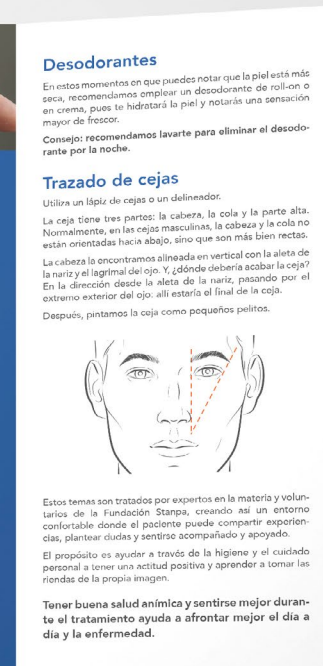 Desodorantes
En estos momentos en que puedes notar que la piel está más
seca, recomendamos emplear un desodorante de roll-on o
en crema, pues te hidratará la piel y notarás una sensación
mayor de frescor.
Consejo: recomendamos lavarte para eliminar el desodo-
rante por la noche.
Trazado de cejas
Utiliza un lápiz de cejas o un delineador.
La ceja tiene tres partes: la cabeza, la cola y la parte alta.
Normalmente, en las cejas masculinas, la cabeza y la cola no
están orientadas hacia abajo, sino que son más bien rectas.
La cabeza la encontramos alineada en vertical con la aleta de
la nariz y el lagrimal del ojo. Y, ¿dónde debería acabar la ceja?
En la dirección desde la aleta de la nariz, pasando por el
extremo exterior del ojo: allí estaría el final de la ceja.
Después, pintamos la ceja como pequeños pelitos.
Estos temas son tratados por expertos en la materia y volun-
tarios de la Fundación Stanpa, creando así un entorno
confortable donde el paciente puede compartir experien-
cias, plantear dudas y sentirse acompañado y apoyado.
El propósito es ayudar a través de la higiene y el cuidado
personal a tener una actitud positiva y aprender a tomar las
riendas de la propia imagen.
Tener buena salud anímica y sentirse mejor duran-
te el tratamiento ayuda a afrontar mejor el día a
día y la enfermedad.